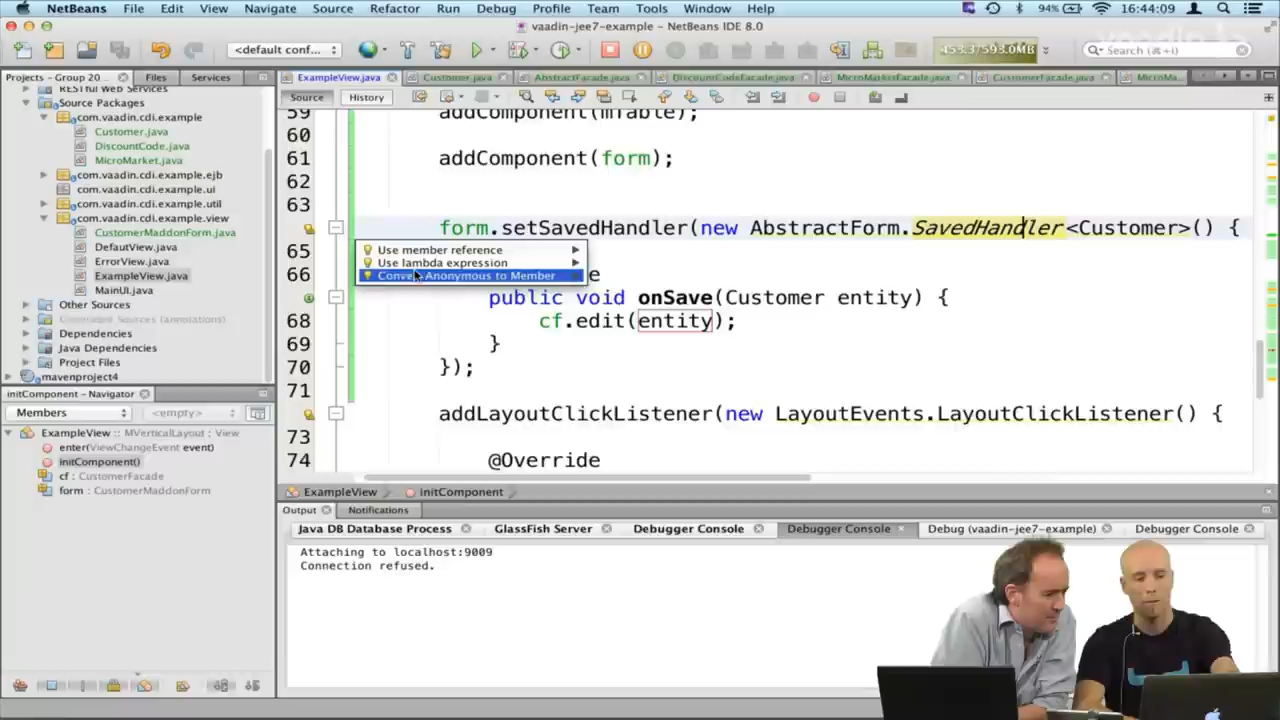 NetBeans File Edit View Navigate Source Refactor Run Debug Profile Team Tools Window Help 94% 16:44:09
vaadin-jee7-example - NetBeans IDE 8.0
<default conf... 453.3/593.0MB Search (⌘+I)
Projects - Group 20... Files Services
ExampleView.java Customer.java AbstractFacade.java DiscountCodeFacade.java MicroMarketFacade.java CustomerFacade.java MicroMa...
Source History
RESTful Web Services
Source Packages
com.vaadin.cdi.example
Customer.java
DiscountCode.java
MicroMarket.java
com.vaadin.cdi.example.ejb
com.vaadin.cdi.example.ui
com.vaadin.cdi.example.util
com.vaadin.cdi.example.view
CustomerMaddonForm.java
DefautView.java
ErrorView.java
ExampleView.java
MainUI.java
Other Sources
Generated Sources (annotations)
Dependencies
Java Dependencies
Project Files
mavenproject4
initComponent - Navigator
Members <empty>
ExampleView :: MVerticalLayout : View
enter(ViewChangeEvent event)
initComponent()
cf : CustomerFacade
form : CustomerMaddonForm
59 addComponent(mTable);
60
61 addComponent(form);
62
63
form.setSavedHandler(new AbstractForm.SavedHandler<Customer>() {
65
66 e
public void onSave(Customer entity) {
68 cf.edit(entity);
69 }
70 });
71
addLayoutClickListener(new LayoutEvents.LayoutClickListener() {
73
74 @Override
Use member reference
Use lambda expression
Convert Anonymous to Member
ExampleView initComponent
Output Notifications
Java DB Database Process GlassFish Server Debugger Console Debugger Console Debug (vaadin-jee7-example) Debugger Console
Attaching to localhost:9009
Connection refused.